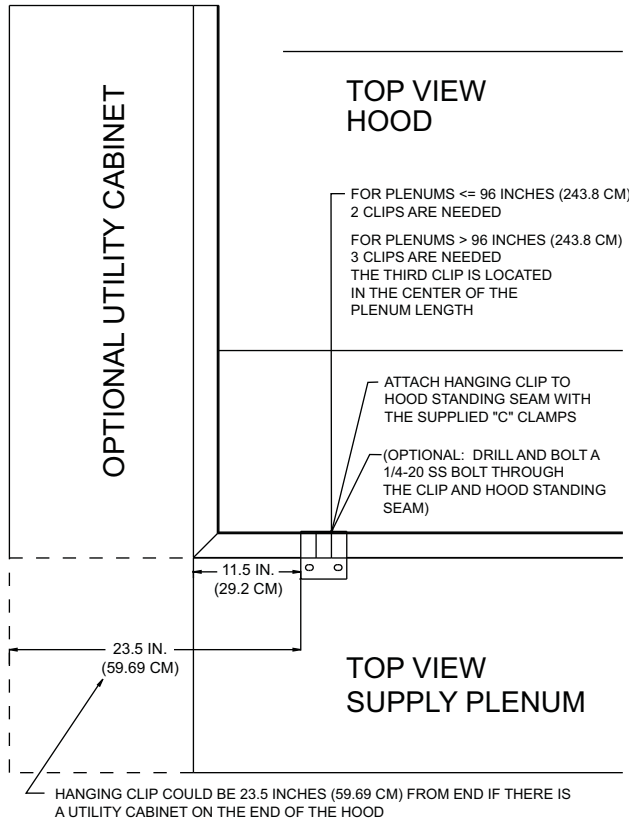 OPTIONAL UTILITY CABINET
TOP VIEW
HOOD
FOR PLENUMS <= 96 INCHES (243.8 CM)
2 CLIPS ARE NEEDED
FOR PLENUMS > 96 INCHES (243.8 CM)
3 CLIPS ARE NEEDED
THE THIRD CLIP IS LOCATED
IN THE CENTER OF THE
PLENUM LENGTH
ATTACH HANGING CLIP TO
HOOD STANDING SEAM WITH
THE SUPPLIED "C" CLAMPS
(OPTIONAL: DRILL AND BOLT A
1/4-20 SS BOLT THROUGH
THE CLIP AND HOOD STANDING
SEAM)
11.5 IN.
(29.2 CM)
23.5 IN.
(59.69 CM)
TOP VIEW
SUPPLY PLENUM
HANGING CLIP COULD BE 23.5 INCHES (59.69 CM) FROM END IF THERE IS
A UTILITY CABINET ON THE END OF THE HOOD